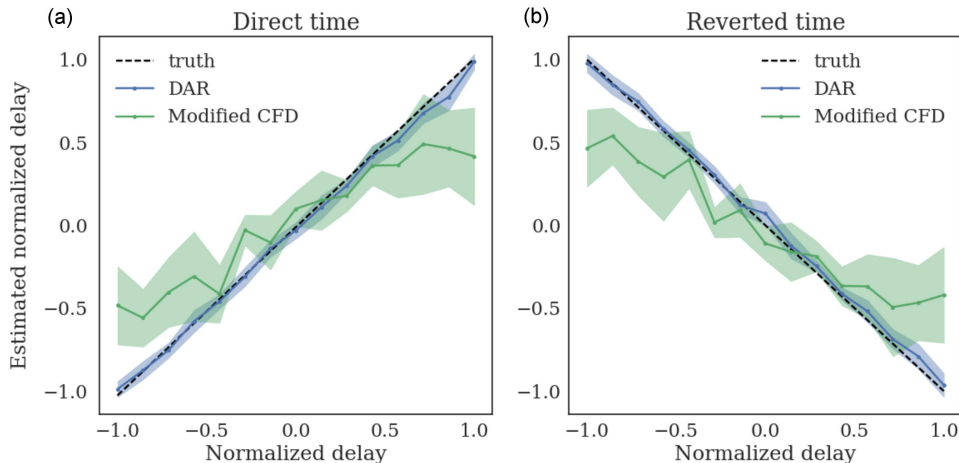 (a)
Direct time
Estimated normalized delay
1.0
0.5
0.0
−0.5
−1.0
truth
DAR
Modified CFD
−1.0 −0.5 0.0 0.5 1.0
Normalized delay
(b)
Reverted time
1.0
0.5
0.0
−0.5
−1.0
truth
DAR
Modified CFD
−1.0 −0.5 0.0 0.5 1.0
Normalized delay